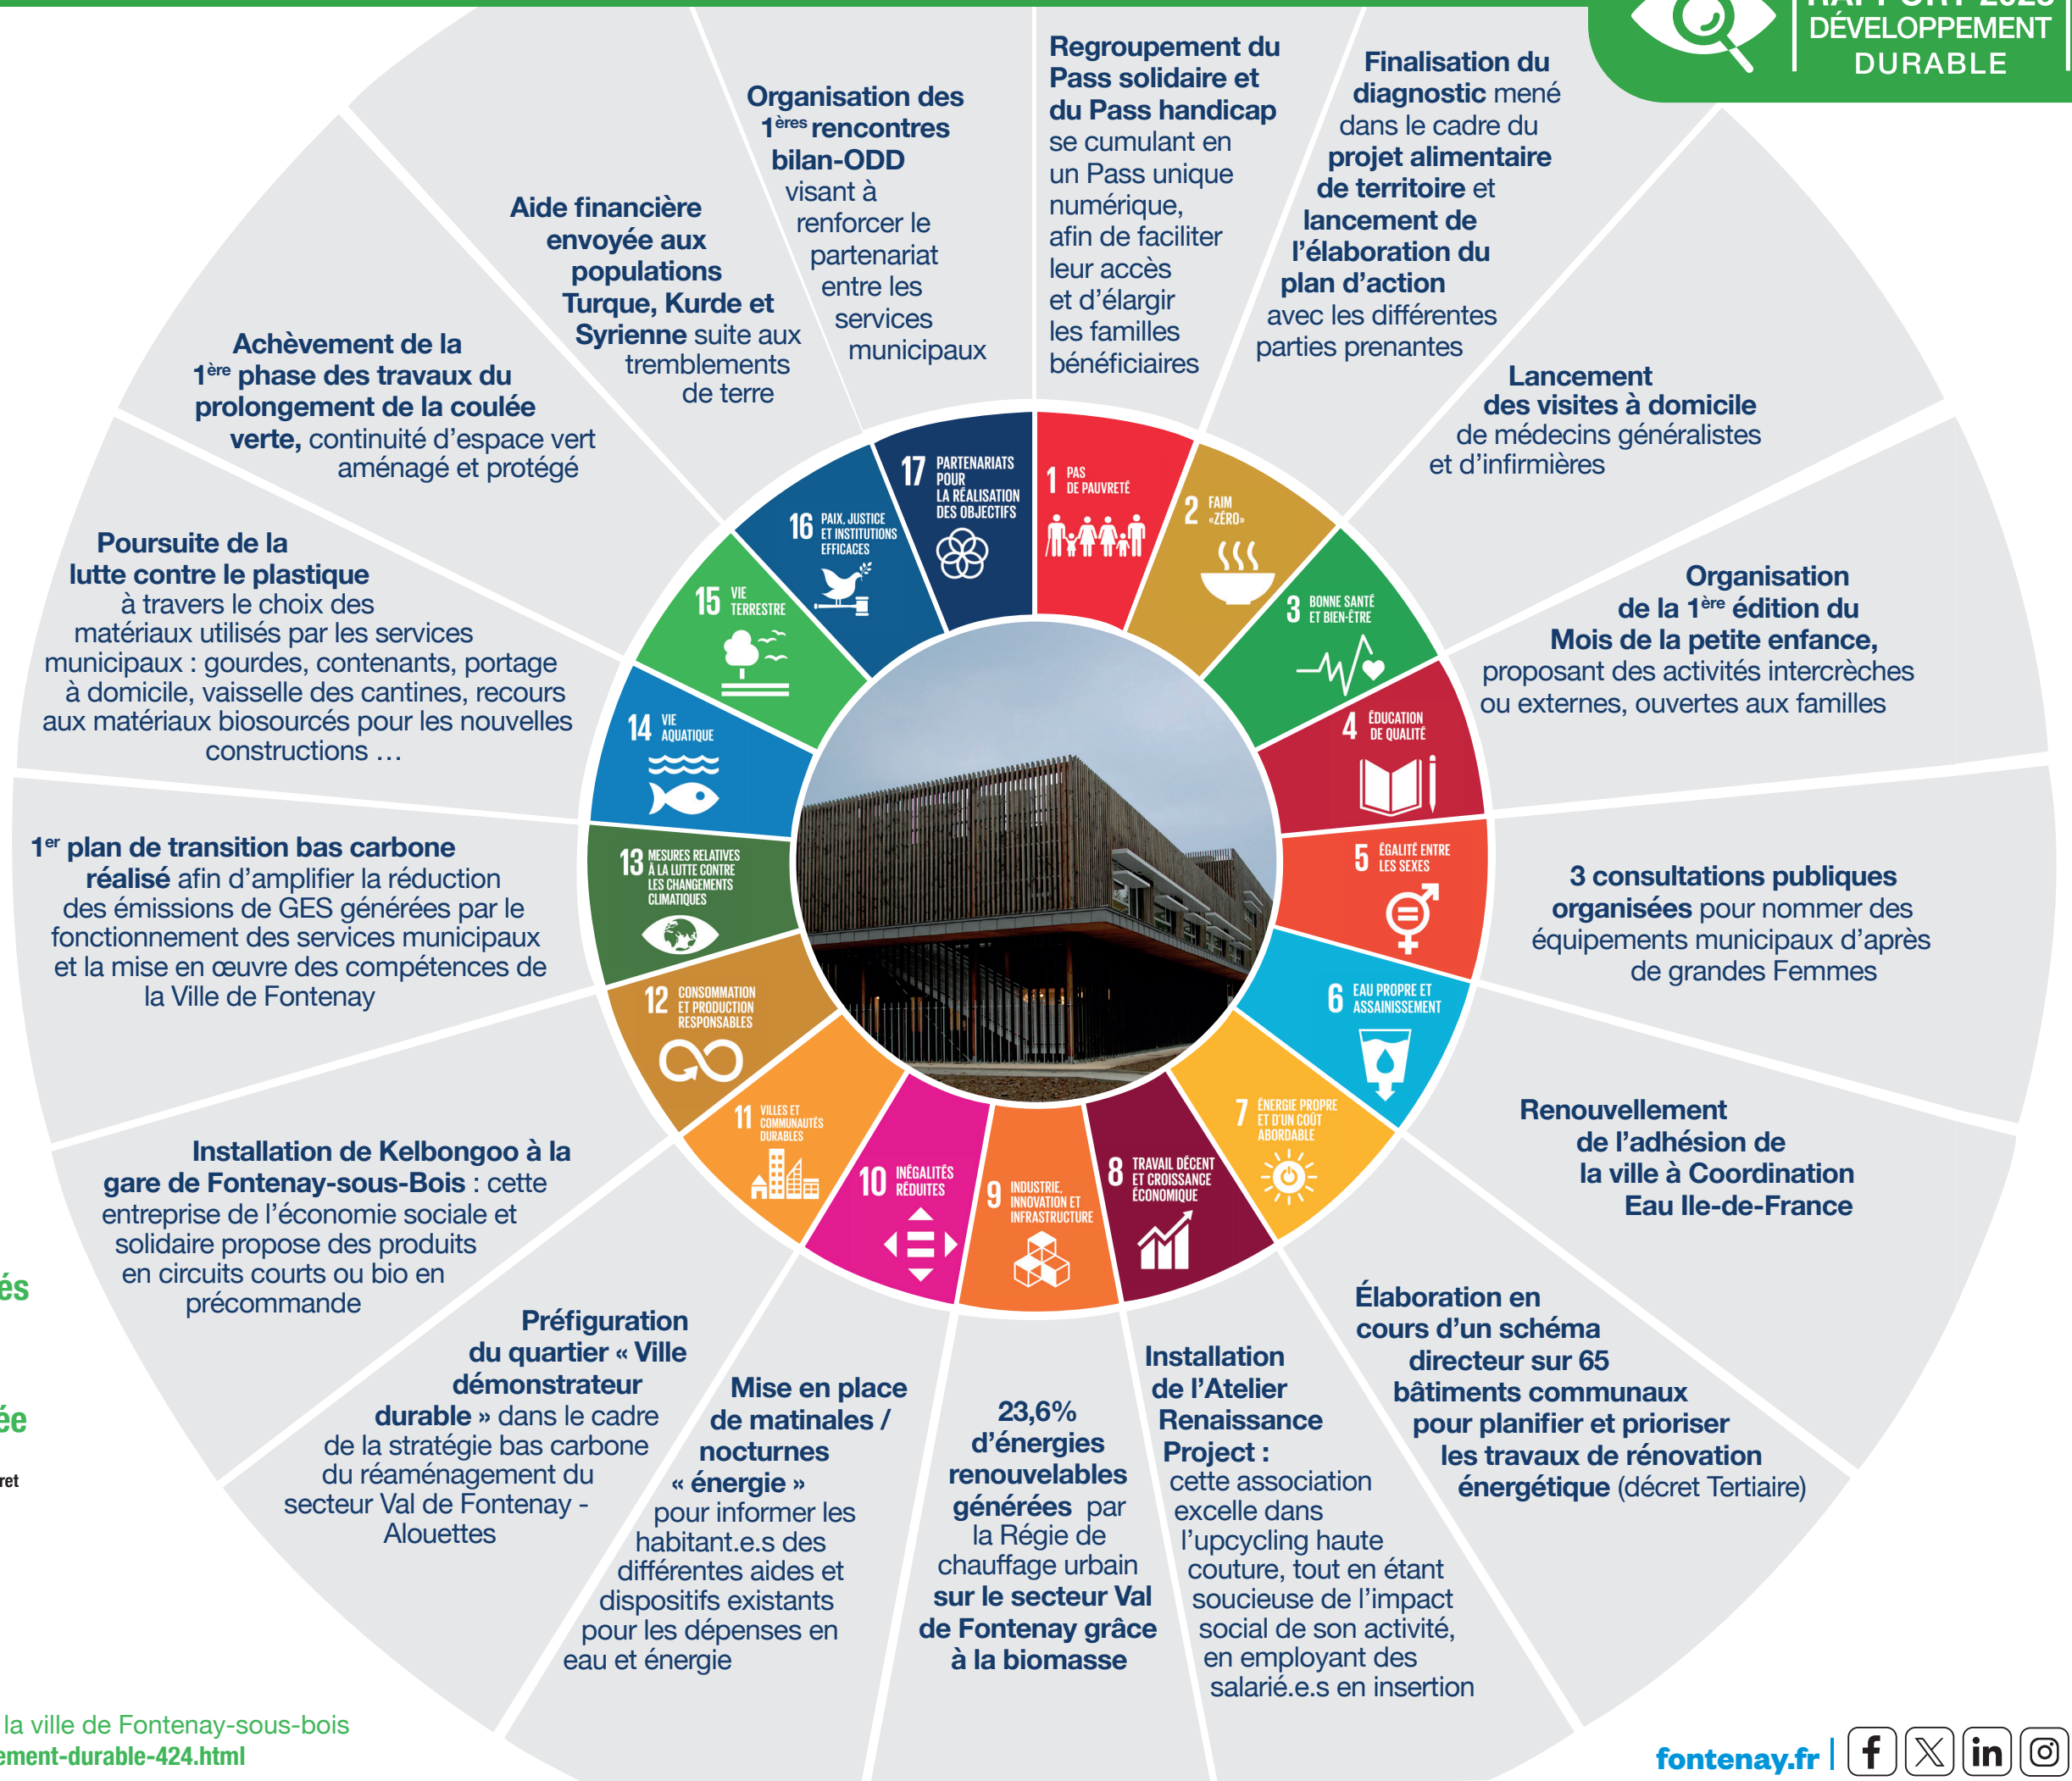 RAPPORT 2023
DÉVELOPPEMENT
DURABLE
Regroupement du
Pass solidaire et
du Pass handicap
se cumulant en
un Pass unique
numérique,
afin de faciliter
leur accès
et d’élargir
les familles
bénéficiaires
Finalisation du
diagnostic mené
dans le cadre du
projet alimentaire
de territoire et
lancement de
l’élaboration du
plan d’action
avec les différentes
parties prenantes
Lancement
des visites à domicile
de médecins généralistes
et d’infirmières
Organisation
de la 1ère édition du
Mois de la petite enfance,
proposant des activités intercrèches
ou externes, ouvertes aux familles
3 consultations publiques
organisées pour nommer des
équipements municipaux d’après
de grandes Femmes
Renouvellement
de l’adhésion de
la ville à Coordination
Eau Ile-de-France
Élaboration en
cours d’un schéma
directeur sur 65
bâtiments communaux
pour planifier et prioriser
les travaux de rénovation
énergétique (décret Tertiaire)
Installation
de l’Atelier
Renaissance
Project :
cette association
excelle dans
l’upcycling haute
couture, tout en étant
soucieuse de l’impact
social de son activité,
en employant des
salarié.e.s en insertion
23,6%
d’énergies
renouvelables
générées par
la Régie de
chauffage urbain
sur le secteur Val
de Fontenay grâce
à la biomasse
Mise en place
de matinales /
nocturnes
« énergie »
pour informer les
habitant.e.s des
différentes aides et
dispositifs existants
pour les dépenses en
eau et énergie
Préfiguration
du quartier « Ville
démonstrateur
durable » dans le cadre
de la stratégie bas carbone
du réaménagement du
secteur Val de Fontenay -
Alouettes
Installation de Kelbongoo à la
gare de Fontenay-sous-Bois : cette
entreprise de l’économie sociale et
solidaire propose des produits
en circuits courts ou bio en
précommande
1er plan de transition bas carbone
réalisé afin d’amplifier la réduction
des émissions de GES générées par le
fonctionnement des services municipaux
et la mise en œuvre des compétences de
la Ville de Fontenay
Poursuite de la
lutte contre le plastique
à travers le choix des
matériaux utilisés par les services
municipaux : gourdes, contenants, portage
à domicile, vaisselle des cantines, recours
aux matériaux biosourcés pour les nouvelles
constructions …
Achèvement de la
1ère phase des travaux du
prolongement de la coulée
verte, continuité d’espace vert
aménagé et protégé
Aide financière
envoyée aux
populations
Turque, Kurde et
Syrienne suite aux
tremblements
de terre
Organisation des
1ères rencontres
bilan-ODD
visant à
renforcer le
partenariat
entre les
services
municipaux
1 PAS
DE PAUVRETÉ
2 FAIM
«ZÉRO»
3 BONNE SANTÉ
ET BIEN-ÊTRE
4 ÉDUCATION
DE QUALITÉ
5 ÉGALITÉ ENTRE
LES SEXES
6 EAU PROPRE ET
ASSAINISSEMENT
7 ÉNERGIE PROPRE
ET D’UN COÛT
ABORDABLE
8 TRAVAIL DÉCENT
ET CROISSANCE
ÉCONOMIQUE
9 INDUSTRIE,
INNOVATION ET
INFRASTRUCTURE
10 INÉGALITÉS
RÉDUITES
11 VILLES ET
COMMUNAUTÉS
DURABLES
12 CONSOMMATION
ET PRODUCTION
RESPONSABLES
13 MESURES RELATIVES
À LA LUTTE CONTRE
LES CHANGEMENTS
CLIMATIQUES
14 VIE
AQUATIQUE
15 VIE
TERRESTRE
16 PAIX, JUSTICE
ET INSTITUTIONS
EFFICACES
17 PARTENARIATS
POUR
LA RÉALISATION
DES OBJECTIFS
és
ée
ret
la ville de Fontenay-sous-bois
ement-durable-424.html
fontenay.fr